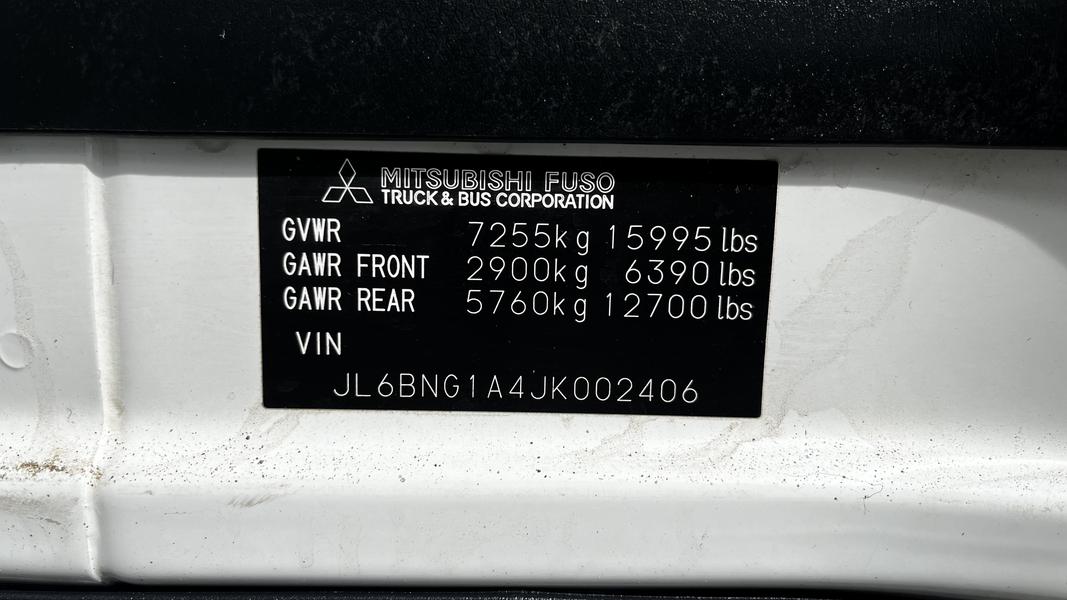 MITSUBISHI FUSO
TRUCK & BUS CORPORATION
GVWR 7255kg 15995 lbs
GAWR FRONT 2900kg 6390 lbs
GAWR REAR 5760kg 12700 lbs
VIN
JL6BNG1A4JK002406